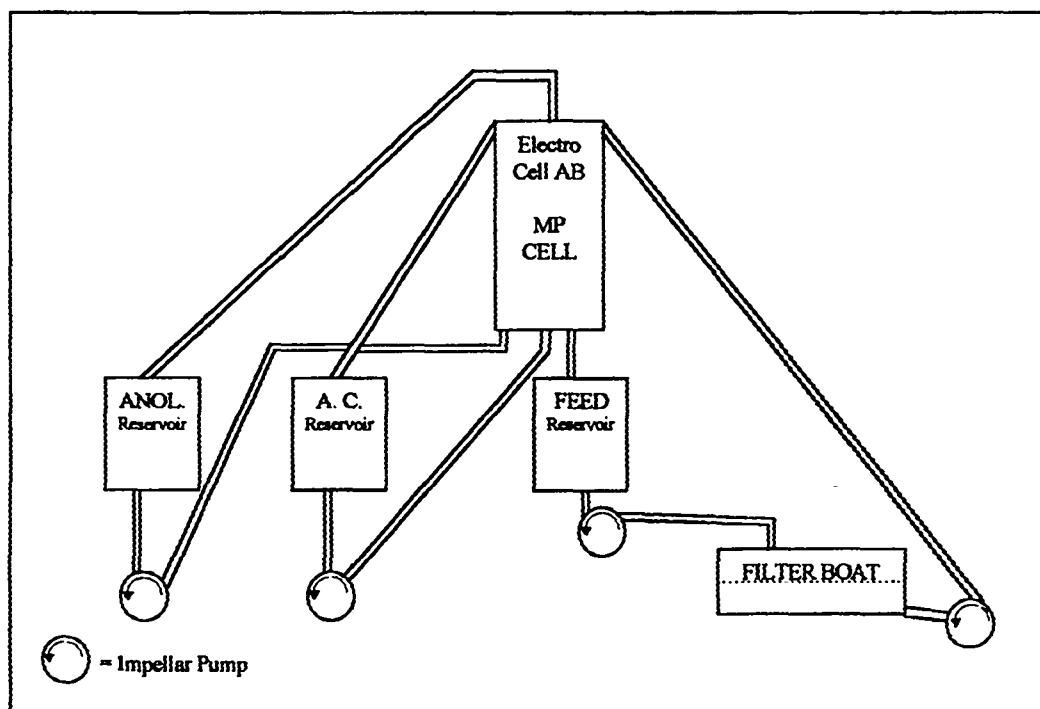 Electro
Cell AB
MP
CELL
ANOL.
Reservoir
A. C.
Reservoir
FEED
Reservoir
FILTER BOAT
= Impellar Pump